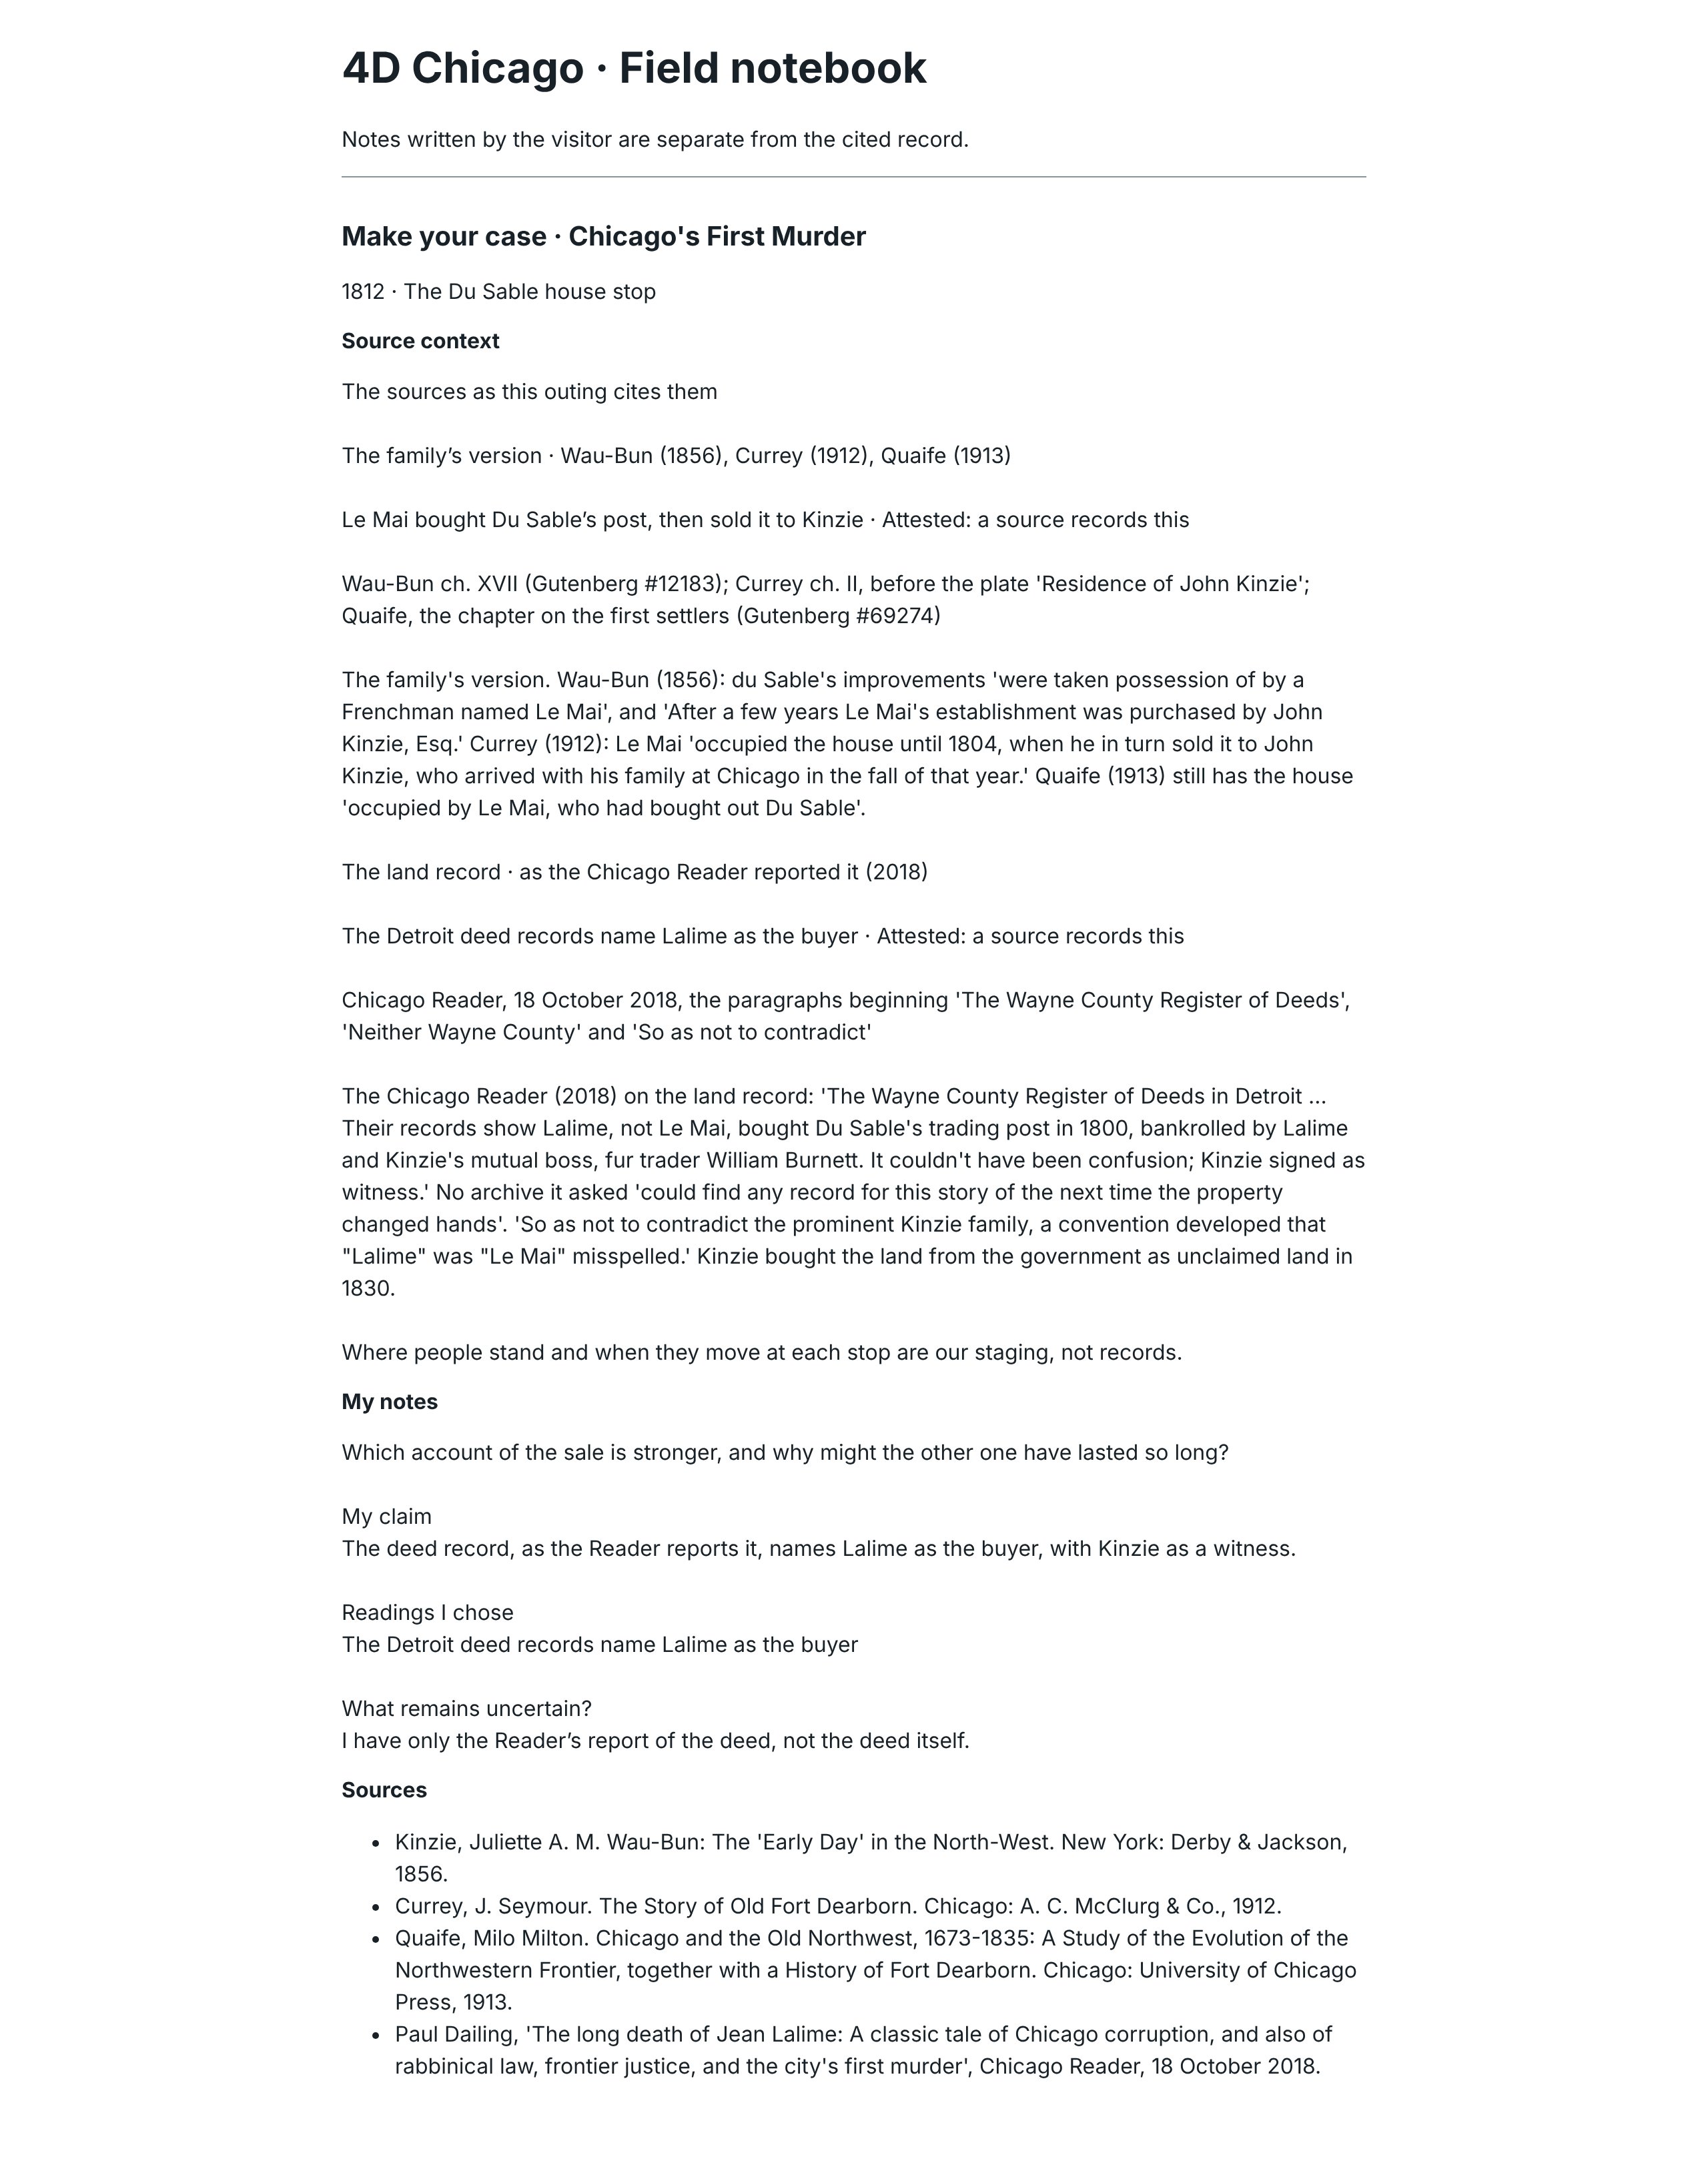 4D Chicago · Field notebook
Notes written by the visitor are separate from the cited record.
Make your case · Chicago's First Murder
1812 · The Du Sable house stop
Source context
The sources as this outing cites them
The family’s version · Wau-Bun (1856), Currey (1912), Quaife (1913)
Le Mai bought Du Sable’s post, then sold it to Kinzie · Attested: a source records this
Wau-Bun ch. XVII (Gutenberg #12183); Currey ch. II, before the plate 'Residence of John Kinzie';
Quaife, the chapter on the first settlers (Gutenberg #69274)
The family's version. Wau-Bun (1856): du Sable's improvements 'were taken possession of by a
Frenchman named Le Mai', and 'After a few years Le Mai's establishment was purchased by John
Kinzie, Esq.' Currey (1912): Le Mai 'occupied the house until 1804, when he in turn sold it to John
Kinzie, who arrived with his family at Chicago in the fall of that year.' Quaife (1913) still has the house
'occupied by Le Mai, who had bought out Du Sable'.
The land record · as the Chicago Reader reported it (2018)
The Detroit deed records name Lalime as the buyer · Attested: a source records this
Chicago Reader, 18 October 2018, the paragraphs beginning 'The Wayne County Register of Deeds',
'Neither Wayne County' and 'So as not to contradict'
The Chicago Reader (2018) on the land record: 'The Wayne County Register of Deeds in Detroit …
Their records show Lalime, not Le Mai, bought Du Sable's trading post in 1800, bankrolled by Lalime
and Kinzie's mutual boss, fur trader William Burnett. It couldn't have been confusion; Kinzie signed as
witness.' No archive it asked 'could find any record for this story of the next time the property
changed hands'. 'So as not to contradict the prominent Kinzie family, a convention developed that
"Lalime" was "Le Mai" misspelled.' Kinzie bought the land from the government as unclaimed land in
1830.
Where people stand and when they move at each stop are our staging, not records.
My notes
Which account of the sale is stronger, and why might the other one have lasted so long?
My claim
The deed record, as the Reader reports it, names Lalime as the buyer, with Kinzie as a witness.
Readings I chose
The Detroit deed records name Lalime as the buyer
What remains uncertain?
I have only the Reader’s report of the deed, not the deed itself.
Sources
• Kinzie, Juliette A. M. Wau-Bun: The 'Early Day' in the North-West. New York: Derby & Jackson,
1856.
• Currey, J. Seymour. The Story of Old Fort Dearborn. Chicago: A. C. McClurg & Co., 1912.
• Quaife, Milo Milton. Chicago and the Old Northwest, 1673-1835: A Study of the Evolution of the
Northwestern Frontier, together with a History of Fort Dearborn. Chicago: University of Chicago
Press, 1913.
• Paul Dailing, 'The long death of Jean Lalime: A classic tale of Chicago corruption, and also of
rabbinical law, frontier justice, and the city's first murder', Chicago Reader, 18 October 2018.